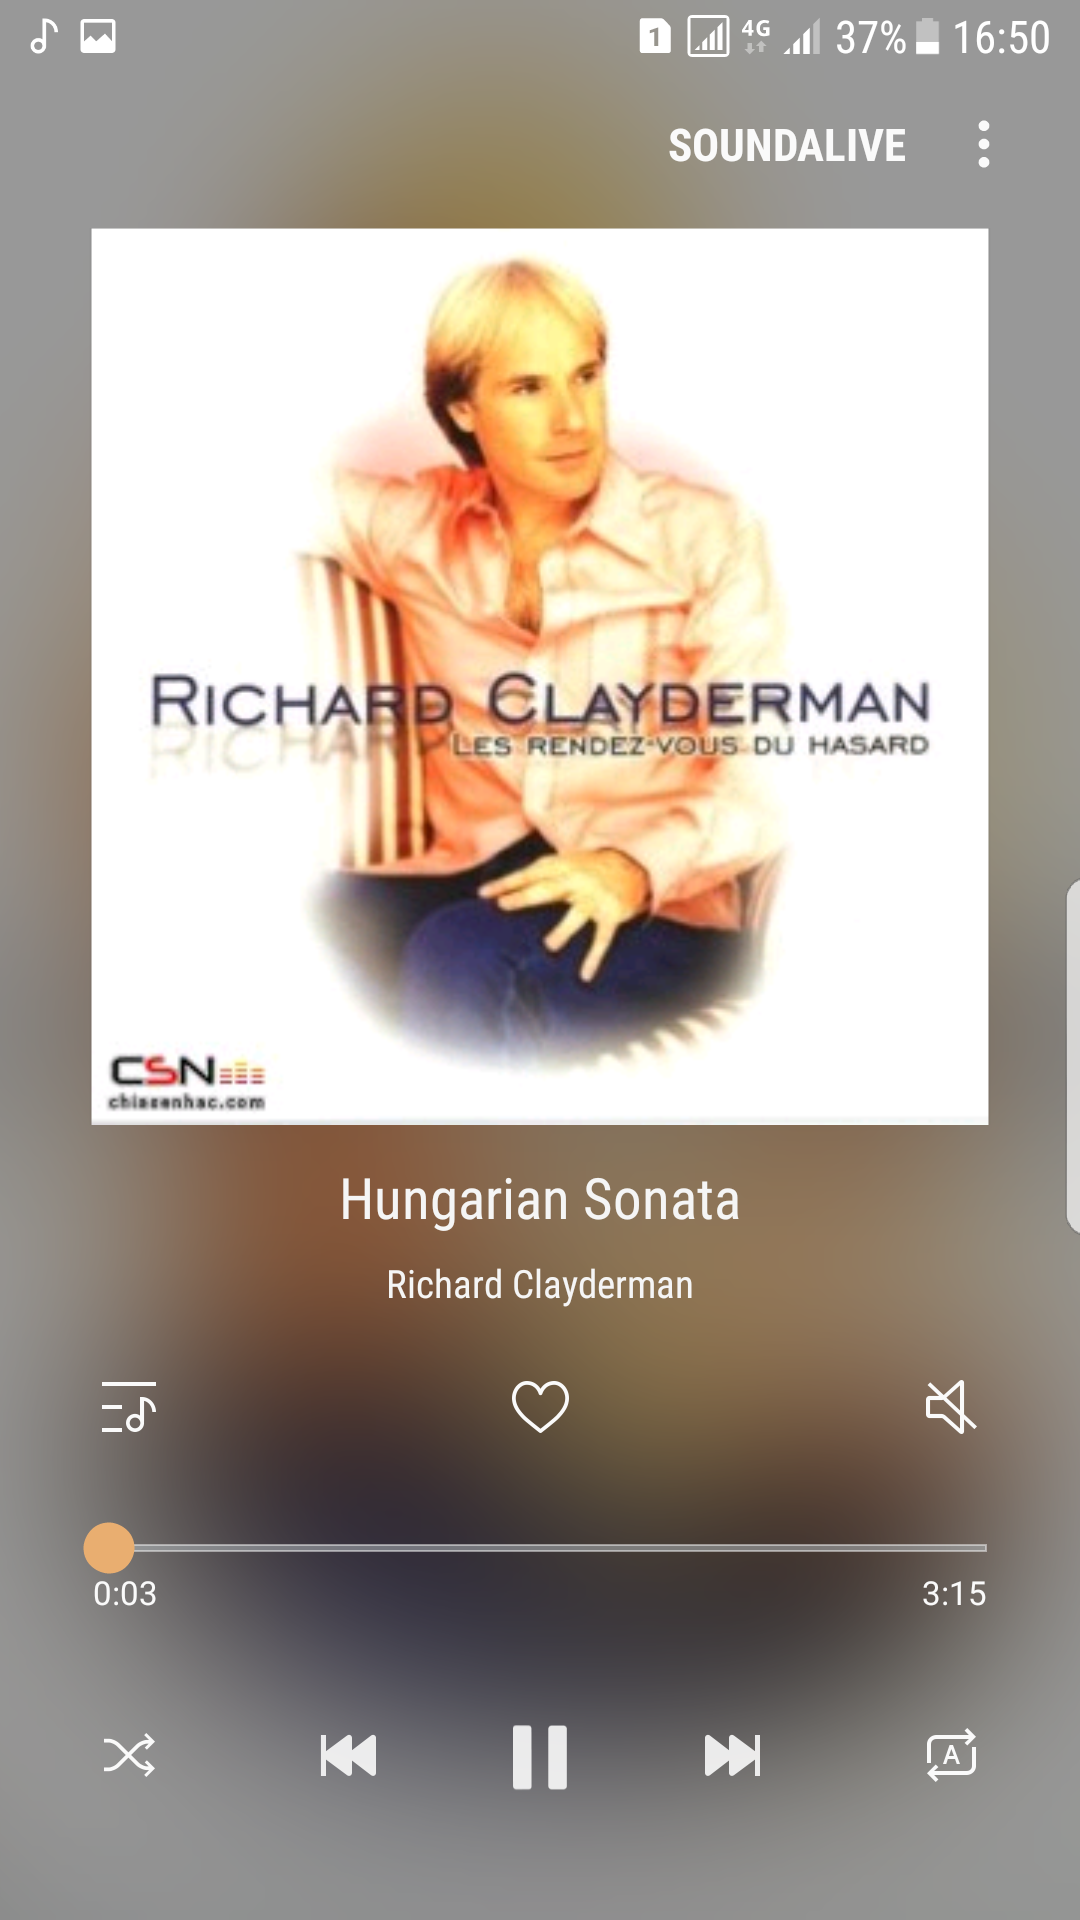 1 4G 37% 16:50
SOUNDALIVE
RICHARD CLAYDERMAN
RICHARD
LES RENDEZ-VOUS DU HASARD
CSN
chiasenhac.com
Hungarian Sonata
Richard Clayderman
0:03 3:15
A